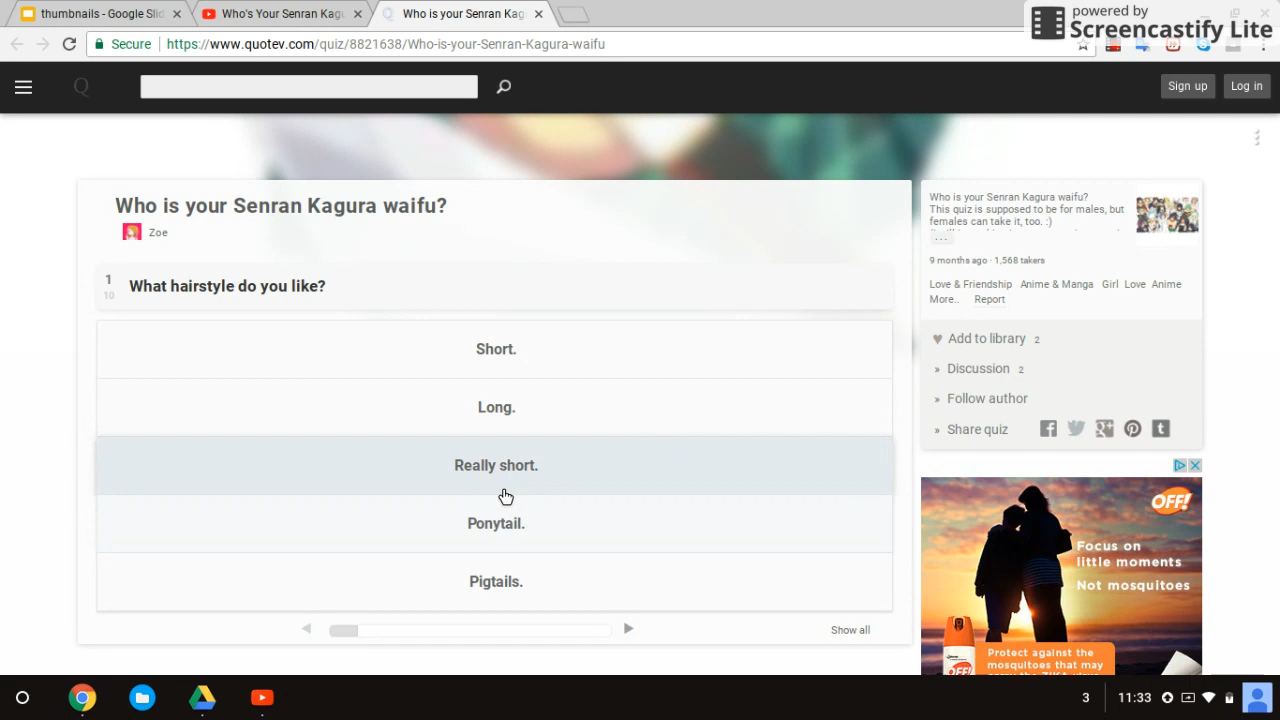 thumbnails - Google Slid
Who's Your Senran Kagu
Who is your Senran Kag
powered by
Screencastify Lite
Secure
https://www.quotev.com/quiz/8821638/Who-is-your-Senran-Kagura-waifu
Q
Sign up
Log in
Who is your Senran Kagura waifu?
Zoe
1
10
What hairstyle do you like?
Short.
Long.
Really short.
Ponytail.
Pigtails.
Show all
Who is your Senran Kagura waifu?
This quiz is supposed to be for males, but
females can take it, too. :)
...
9 months ago · 1,568 takers
Love & Friendship Anime & Manga Girl Love Anime
More.. Report
Add to library 2
» Discussion 2
» Follow author
» Share quiz
OFF!
Focus on
little moments
Not mosquitoes
Protect against the
mosquitoes that may
OFF!
3
11:33